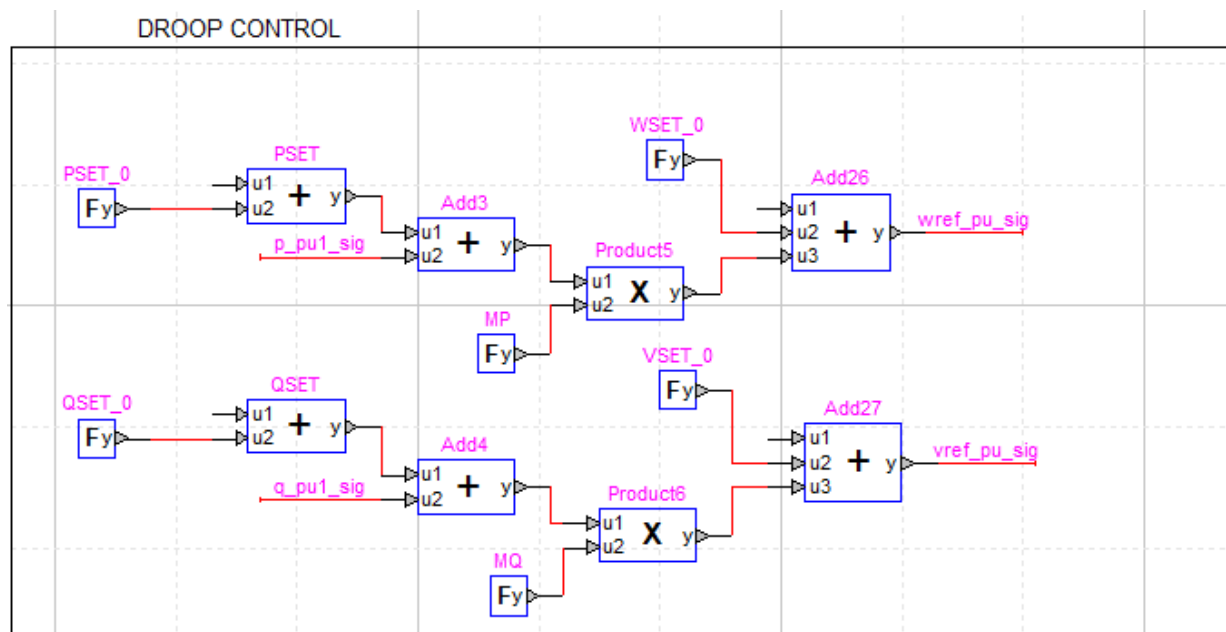 DROOP CONTROL
PSET_0
Fy
PSET
u1
u2
+
y
p_pu1_sig
Add3
u1
u2
+
y
MP
Fy
Product5
u1
u2
X
y
WSET_0
Fy
Add26
u1
u2
u3
+
y
wref_pu_sig
QSET_0
Fy
QSET
u1
u2
+
y
q_pu1_sig
Add4
u1
u2
+
y
MQ
Fy
Product6
u1
u2
X
y
VSET_0
Fy
Add27
u1
u2
u3
+
y
vref_pu_sig